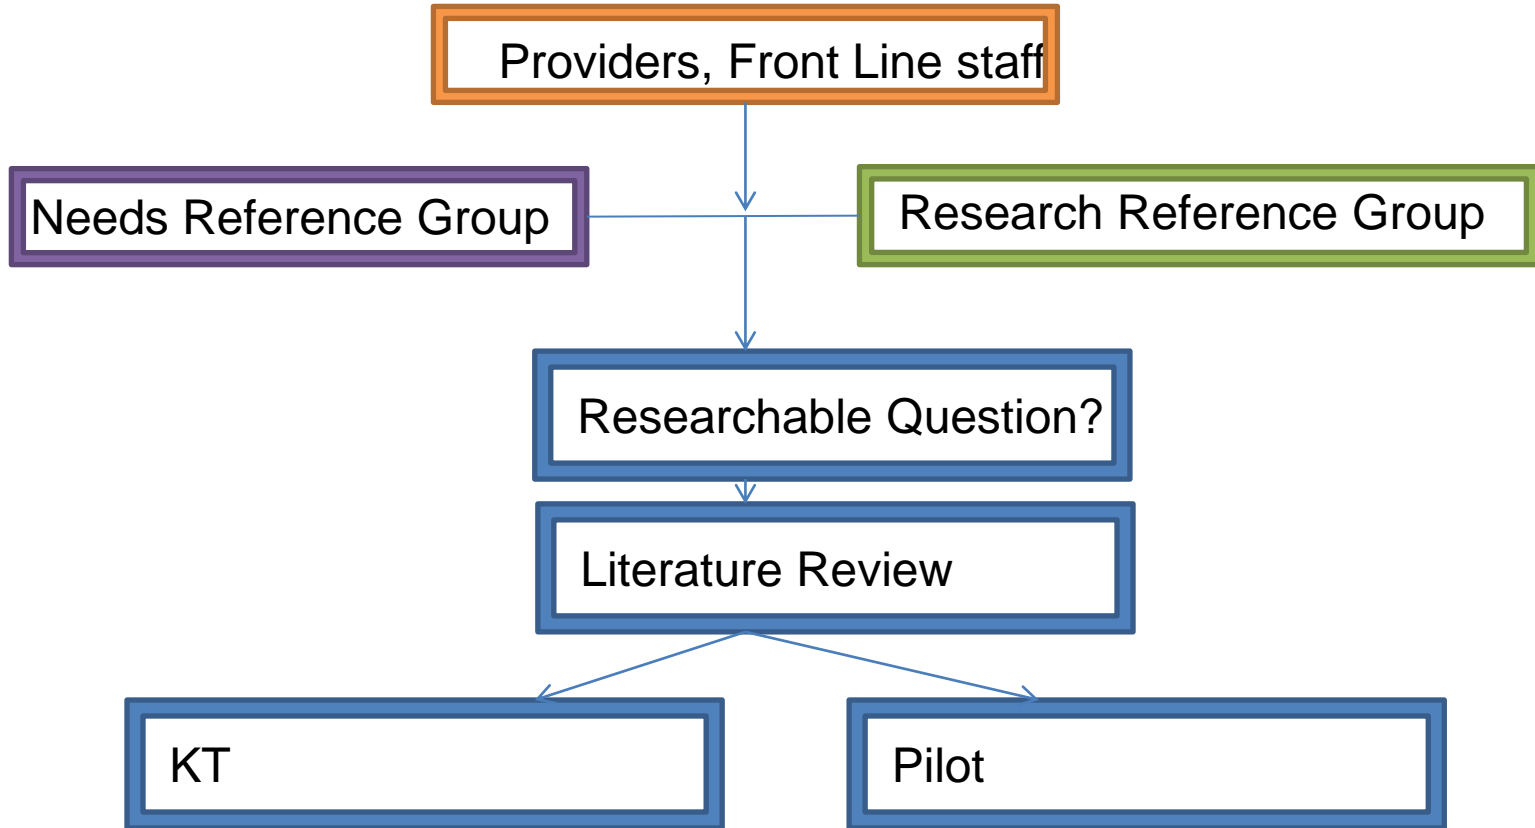 Providers, Front Line staff
Needs Reference Group
Research Reference Group
Researchable Question?
Literature Review
KT
Pilot